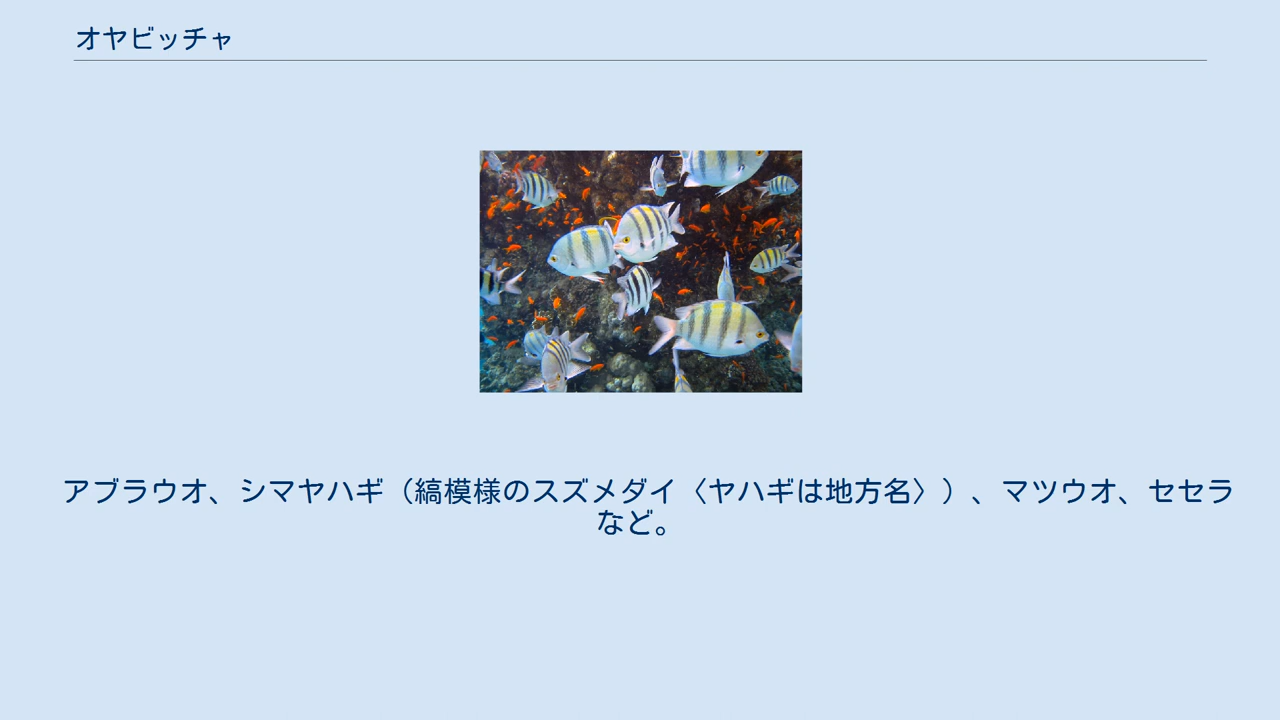 オヤビッチャ
アブラウオ、シマヤハギ（縞模様のスズメダイ〈ヤハギは地方名〉）、マツウオ、セセラ
など。